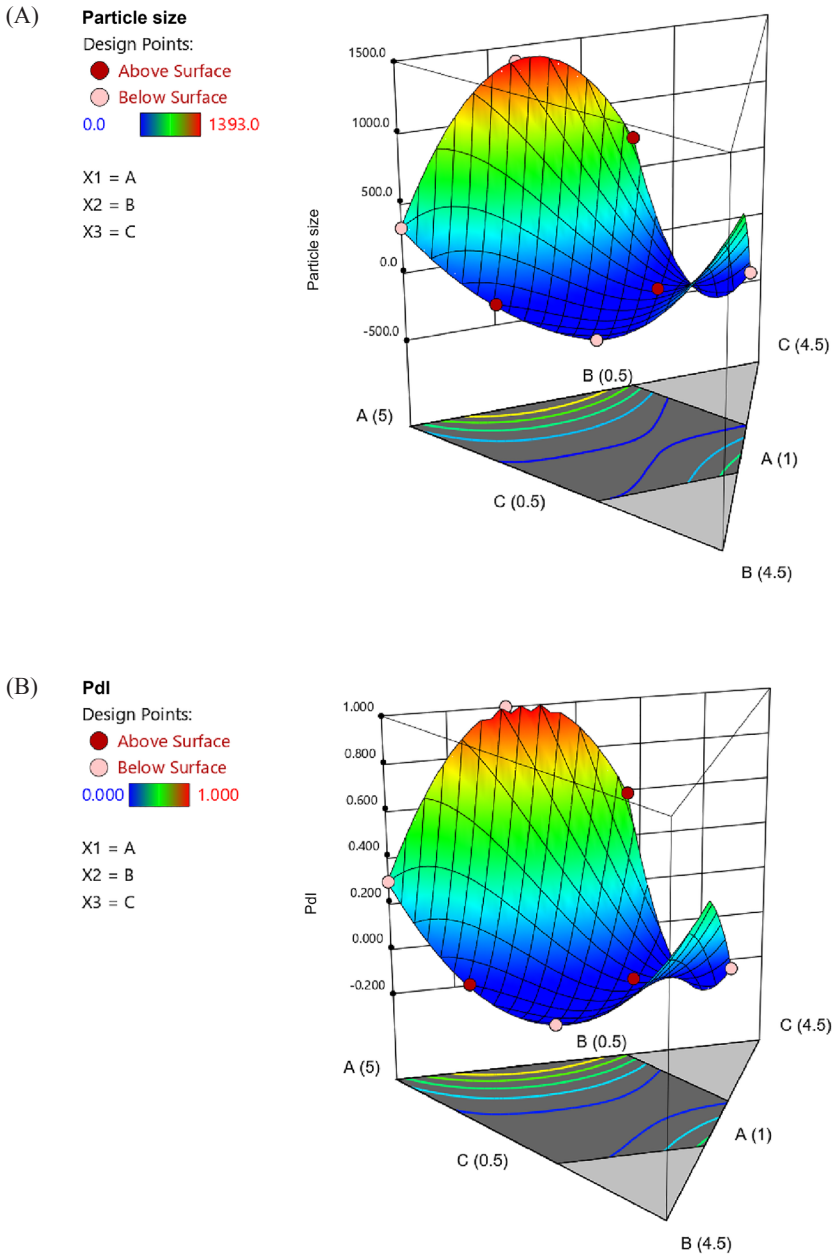 (A)
Particle size
Design Points:
Above Surface
Below Surface
0.0 1393.0
X1 = A
X2 = B
X3 = C
Particle size
1500.0
1000.0
500.0
0.0
-500.0
A (5)
B (0.5)
C (4.5)
A (1)
C (0.5)
B (4.5)
(B)
PdI
Design Points:
Above Surface
Below Surface
0.000 1.000
X1 = A
X2 = B
X3 = C
PdI
1.000
0.800
0.600
0.400
0.200
0.000
-0.200
A (5)
B (0.5)
C (4.5)
A (1)
C (0.5)
B (4.5)